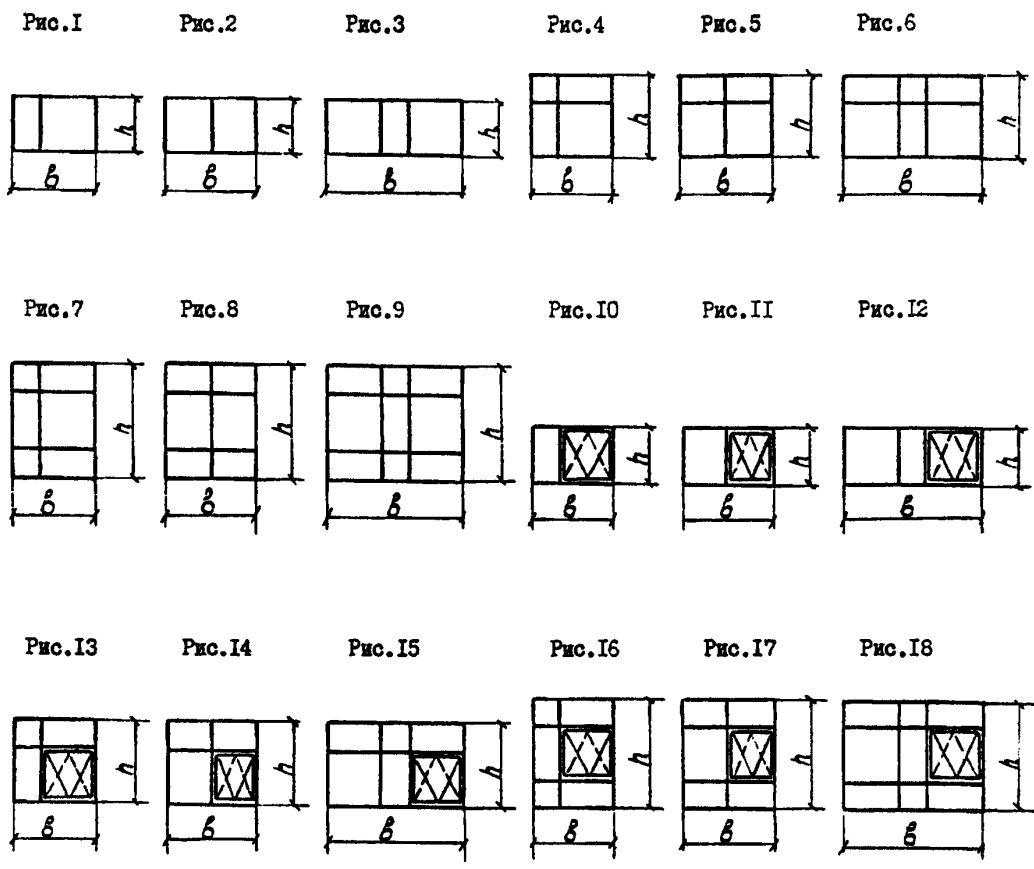 Рис.I Рис.2 Рис.3 Рис.4 Рис.5 Рис.6
h h h h h h
в в в в в в
Рис.7 Рис.8 Рис.9 Рис.I0 Рис.II Рис.I2
h h h h h h
в в в в в в
Рис.I3 Рис.I4 Рис.I5 Рис.I6 Рис.I7 Рис.I8
h h h h h h
в в в в в в